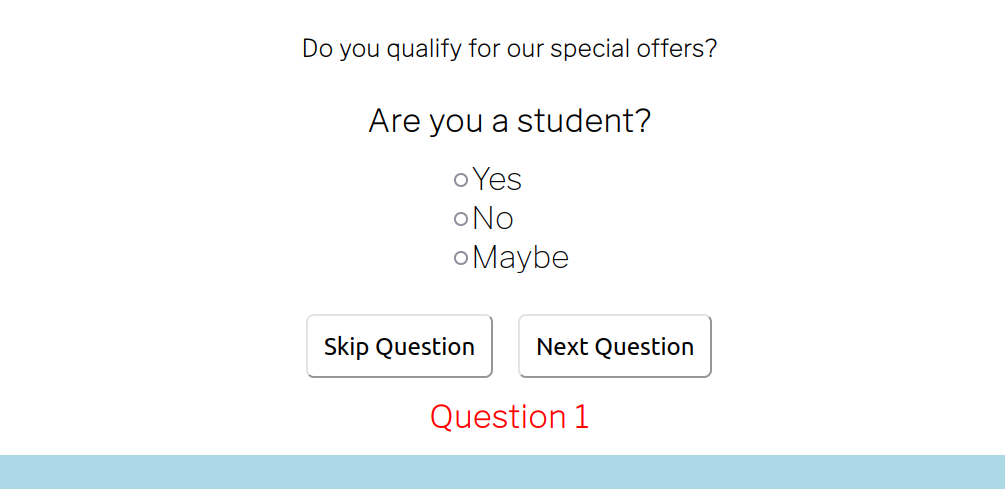 Do you qualify for our special offers?
Are you a student?
Yes
No
Maybe
Skip Question Next Question
Question 1